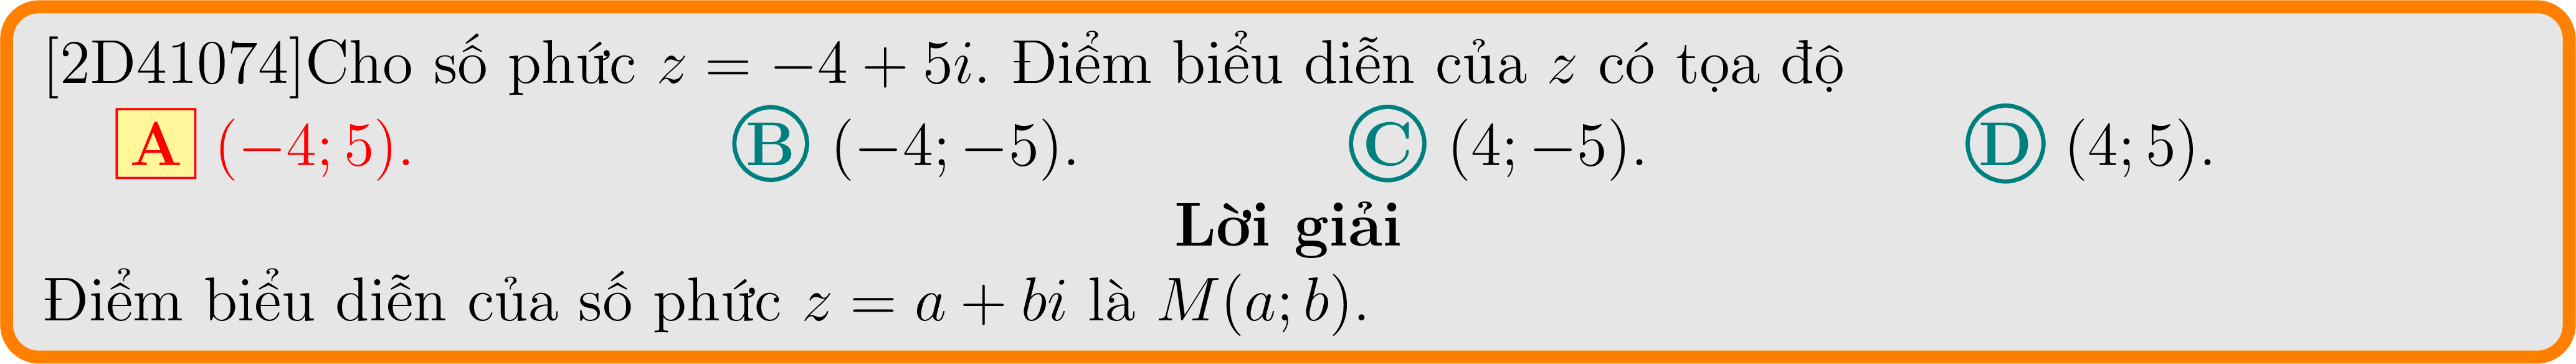 [2D41074]Cho số phức z = −4 + 5i. Điểm biểu diễn của z có tọa độ
A (−4; 5). B (−4; −5). C (4; −5). D (4; 5).
Lời giải
Điểm biểu diễn của số phức z = a + bi là M(a; b).